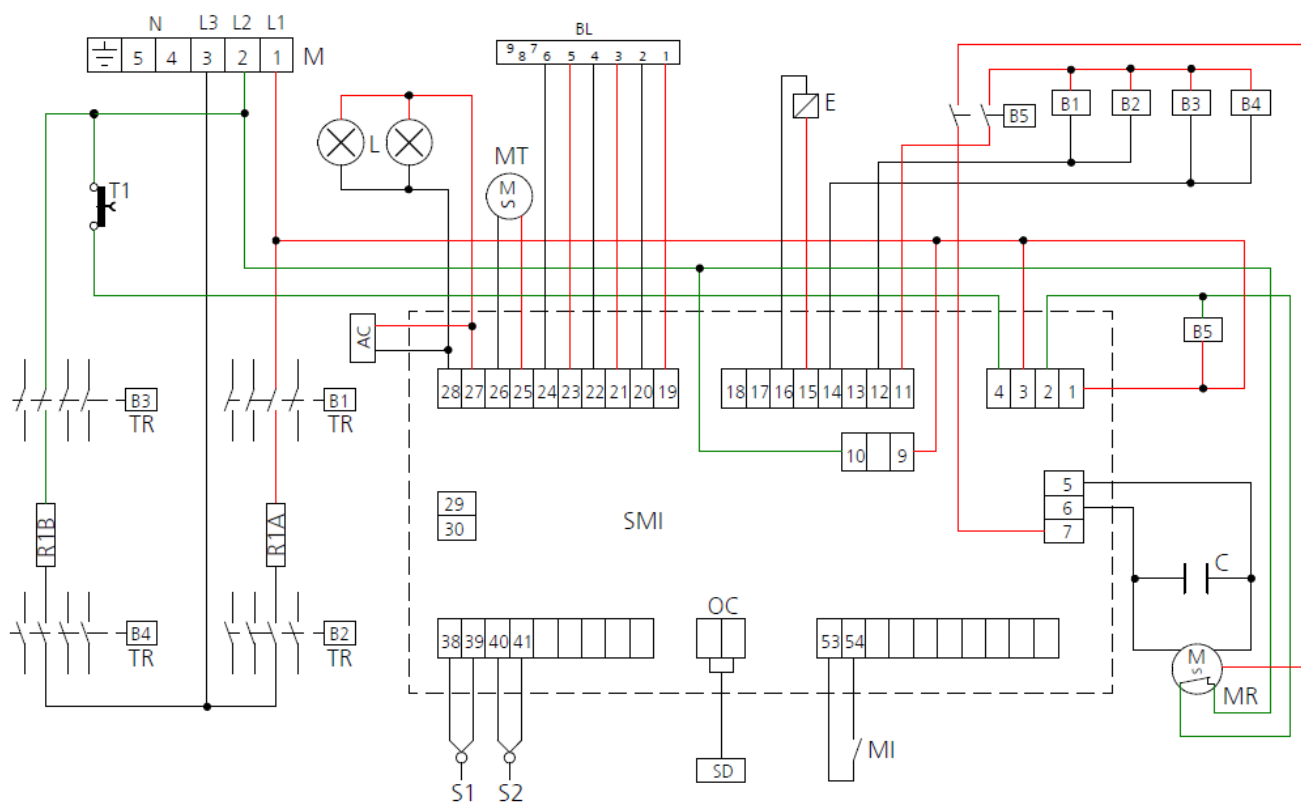 N L3 L2 L1
5 4 3 2 1 M
BL
9 8 7 6 5 4 3 2 1
E
B5 B1 B2 B3 B4
L
MT
M S
T1
AC
B5
28 27 26 25 24 23 22 21 20 19
18 17 16 15 14 13 12 11
4 3 2 1
B3
TR
B1
TR
10 9
5
6
7
29
30
SMI
R1B
R1A
C
B4
TR
B2
TR
38 39 40 41
OC
53 54
M S
MR
MI
SD
S1 S2